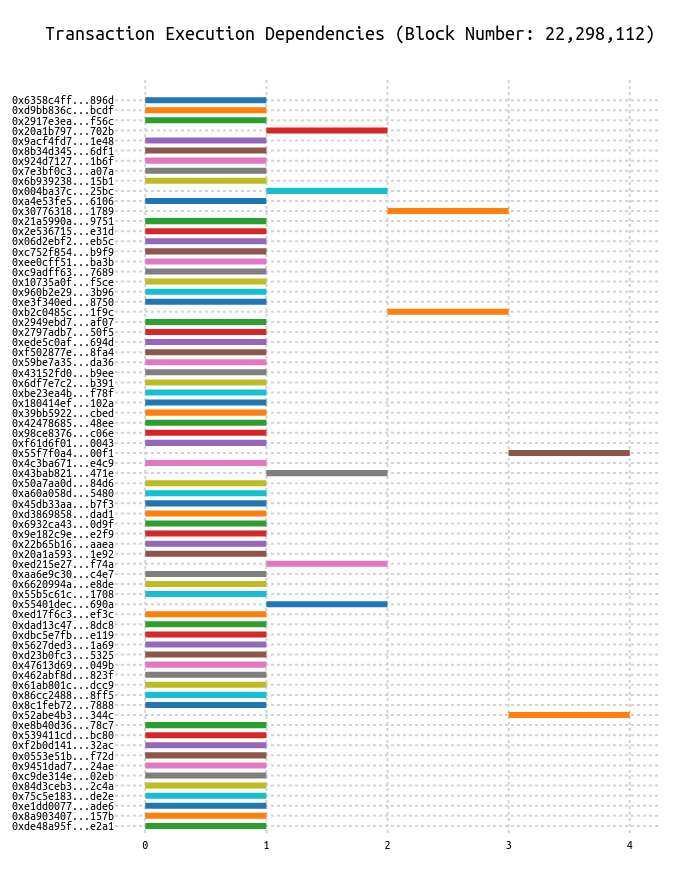 Transaction Execution Dependencies (Block Number: 22,298,112)
0x6358c4ff...896d
0xd9bb836c...bcdf
0x2917e3ea...f56c
0x20a1b797...702b
0x9acf4fd7...1e48
0x8b34d345...6df1
0x924d7127...1b6f
0x7e3bf0c3...a07a
0x6b939238...15b1
0x004ba37c...25bc
0xa4e53fe5...6106
0x30776318...1789
0x21a5990a...9751
0x2e536715...e31d
0x06d2ebf2...eb5c
0xc752f854...b9f9
0xee0cff51...ba3b
0xc9adff63...7689
0x10735a0f...f5ce
0x960b2e29...3b96
0xe3f340ed...8750
0xb2c0485c...1f9c
0x2949ebd7...af07
0x2797adb7...50f5
0xede5c0af...694d
0xf502877e...8fa4
0x59be7a35...da36
0x43152fd0...b9ee
0x6df7e7c2...b391
0xbe23ea4b...f78f
0x180414ef...102a
0x39bb5922...cbed
0x42478685...48ee
0x98ce8376...c06e
0xf61d6f01...0043
0x55f7f0a4...00f1
0x4c3ba671...e4c9
0x43bab821...471e
0x50a7aa0d...84d6
0xa60a058d...5480
0x45db33aa...b7f3
0xd3869858...dad1
0x6932ca43...0d9f
0x9e182c9e...e2f9
0x22b65b16...aaea
0x20a1a593...1e92
0xed215e27...f74a
0xaa6e9c30...c4e7
0x6620994a...e8de
0x55b5c61c...1708
0x55401dec...690a
0xed17f6c3...ef3c
0xdad13c47...8dc8
0xdbc5e7fb...e119
0x5627ded3...1a69
0xd23b0fc3...5325
0x47613d69...049b
0x462abf8d...823f
0x61ab801c...dcc9
0x86cc2488...8ff5
0x8c1feb72...7888
0x52abe4b3...344c
0xe8b40d36...78c7
0x539411cd...bc80
0xf2b0d141...32ac
0x0553e51b...f72d
0x9451dad7...24ae
0xc9de314e...02eb
0x84d3ceb3...2c4a
0x75c5e183...de2e
0xe1dd0077...ade6
0x8a903407...157b
0xde48a95f...e2a1
0 1 2 3 4